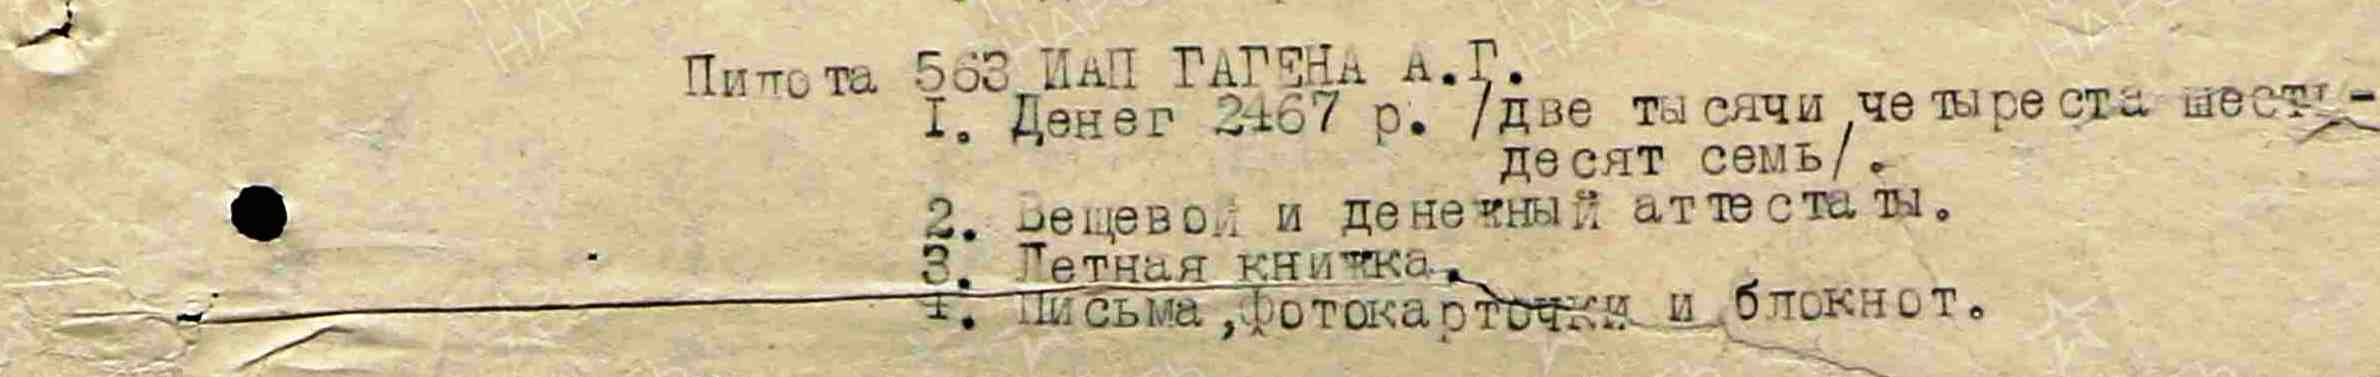 Пилота 563 ИАП ГАГЕНА А.Г.
I. Денег 2467 р. /две тысячи четыреста шесть-
десят семь/.
2. Вещевой и денежный аттестаты.
3. Летная книжка.
4. Письма, фотокарточки и блокнот.